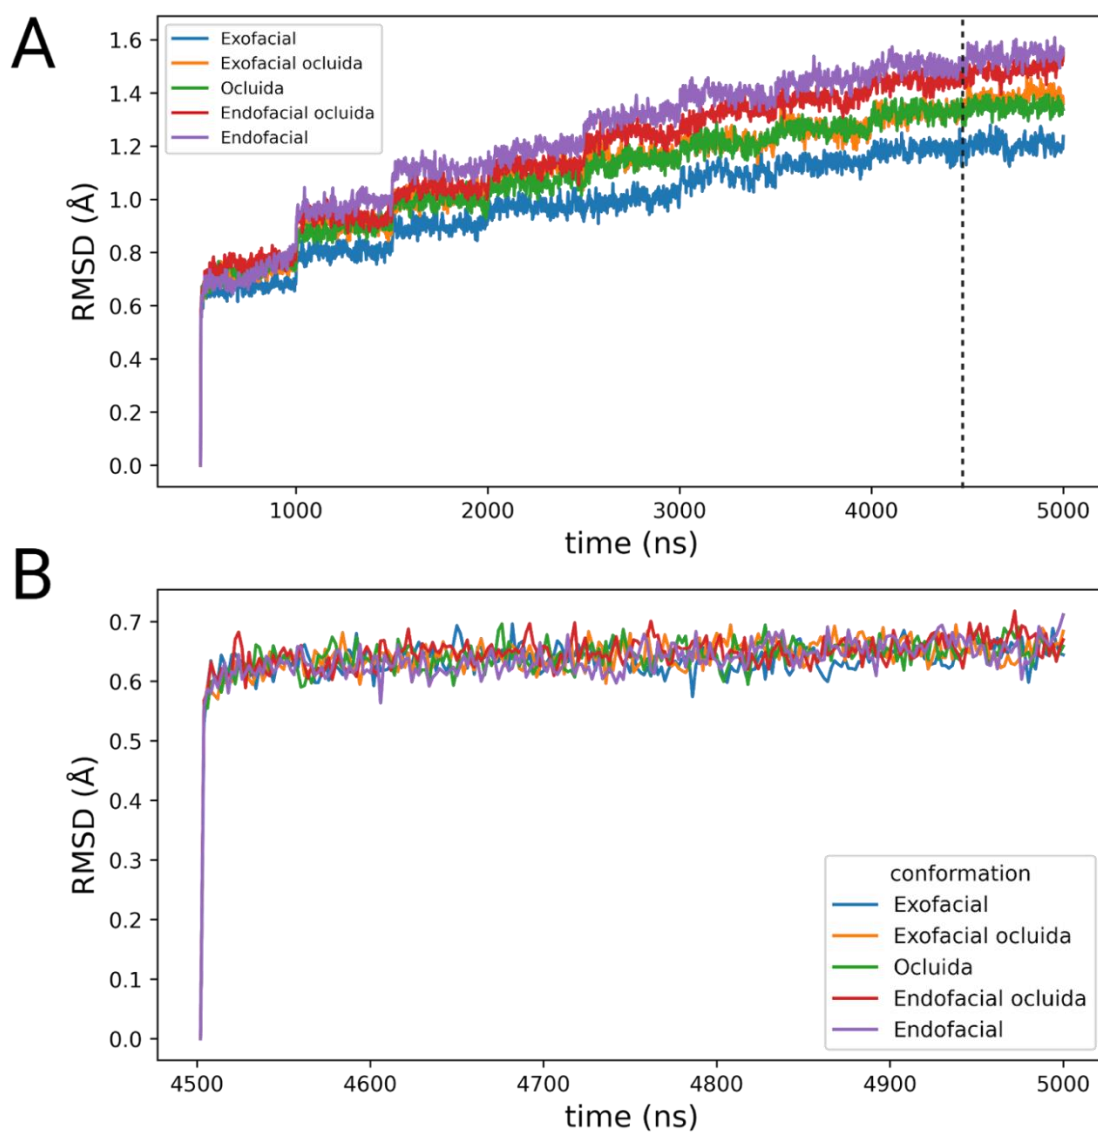 A
Exofacial
Exofacial ocluida
Ocluida
Endofacial ocluida
Endofacial
RMSD (Å)
1.6
1.4
1.2
1.0
0.8
0.6
0.4
0.2
0.0
1000 2000 3000 4000 5000
time (ns)
B
RMSD (Å)
0.7
0.6
0.5
0.4
0.3
0.2
0.1
0.0
conformation
Exofacial
Exofacial ocluida
Ocluida
Endofacial ocluida
Endofacial
4500 4600 4700 4800 4900 5000
time (ns)